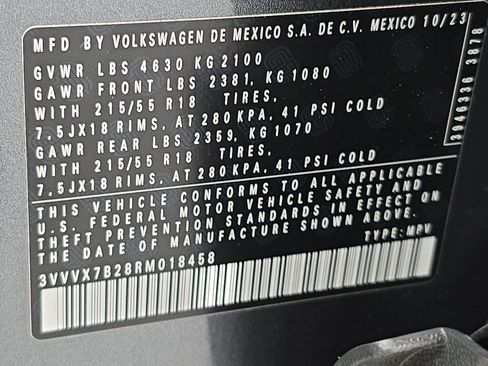 MFD BY VOLKSWAGEN DE MEXICO S.A. DE C.V. MEXICO 10/23
GVWR LBS 4630 KG 2100
GAWR FRONT LBS 2381, KG 1080
WITH 215/55 R18 TIRES,
7.5JX18 RIMS, AT 280 KPA, 41 PSI COLD
GAWR REAR LBS 2359, KG 1070
WITH 215/55 R18 TIRES,
7.5JX18 RIMS, AT 280 KPA, 41 PSI COLD
THIS VEHICLE CONFORMS TO ALL APPLICABLE
U.S. FEDERAL MOTOR VEHICLE SAFETY AND
THEFT PREVENTION STANDARDS IN EFFECT ON
THE DATE OF MANUFACTURE SHOWN ABOVE.
3VVVX7B28RM018458 TYPE: MPV
3946336 3878